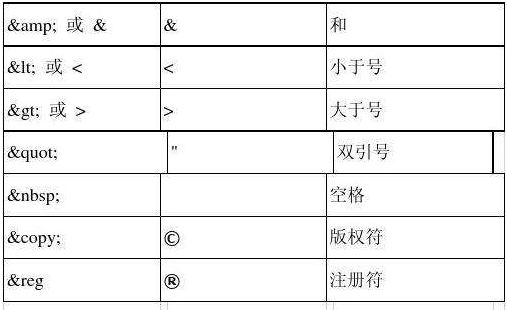 &amp; 或 & & 和
&lt; 或 < < 小于号
&gt; 或 > > 大于号
&quot; " 双引号
&nbsp; 空格
&copy; © 版权符
&reg ® 注册符